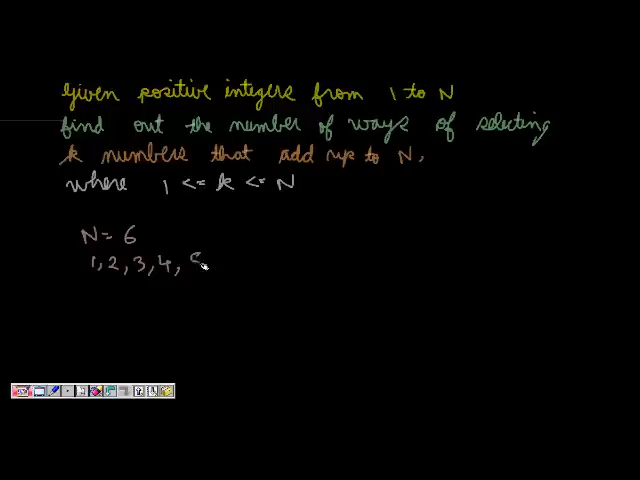 Given positive integers from 1 to N
find out the number of ways of selecting
k numbers that add up to N,
where 1 <= k <= N
N = 6
1, 2, 3, 4, 5